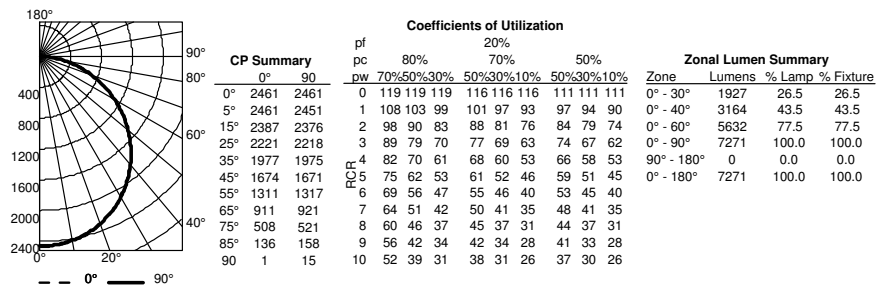 180°
90°
80°
60°
40°
400
800
1200
1600
2000
2400
0°
20°
0° 90°
CP Summary
0° 90
0° 2461 2461
5° 2461 2451
15° 2387 2376
25° 2221 2218
35° 1977 1975
45° 1674 1671
55° 1311 1317
65° 911 921
75° 508 521
85° 136 158
90 1 15
Coefficients of Utilization
pf 20%
pc 80% 70% 50%
pw 70%50%30% 50%30%10% 50%30%10%
RCR
0 119 119 119 116 116 116 111 111 111
1 108 103 99 101 97 93 97 94 90
2 98 90 83 88 81 76 84 79 74
3 89 79 70 77 69 63 74 67 62
4 82 70 61 68 60 53 66 58 53
5 75 62 53 61 52 46 59 51 45
6 69 56 47 55 46 40 53 45 40
7 64 51 42 50 41 35 48 41 35
8 60 46 37 45 37 31 44 37 31
9 56 42 34 42 34 28 41 33 28
10 52 39 31 38 31 26 37 30 26
Zonal Lumen Summary
Zone Lumens % Lamp % Fixture
0° - 30° 1927 26.5 26.5
0° - 40° 3164 43.5 43.5
0° - 60° 5632 77.5 77.5
0° - 90° 7271 100.0 100.0
90° - 180° 0 0.0 0.0
0° - 180° 7271 100.0 100.0